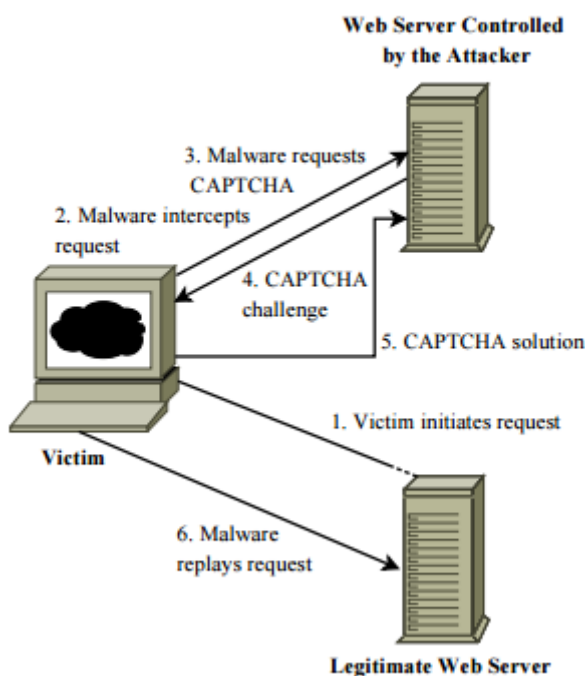 Web Server Controlled
by the Attacker
3. Malware requests
CAPTCHA
2. Malware intercepts
request
4. CAPTCHA
challenge
5. CAPTCHA solution
1. Victim initiates request
Victim
6. Malware
replays request
Legitimate Web Server